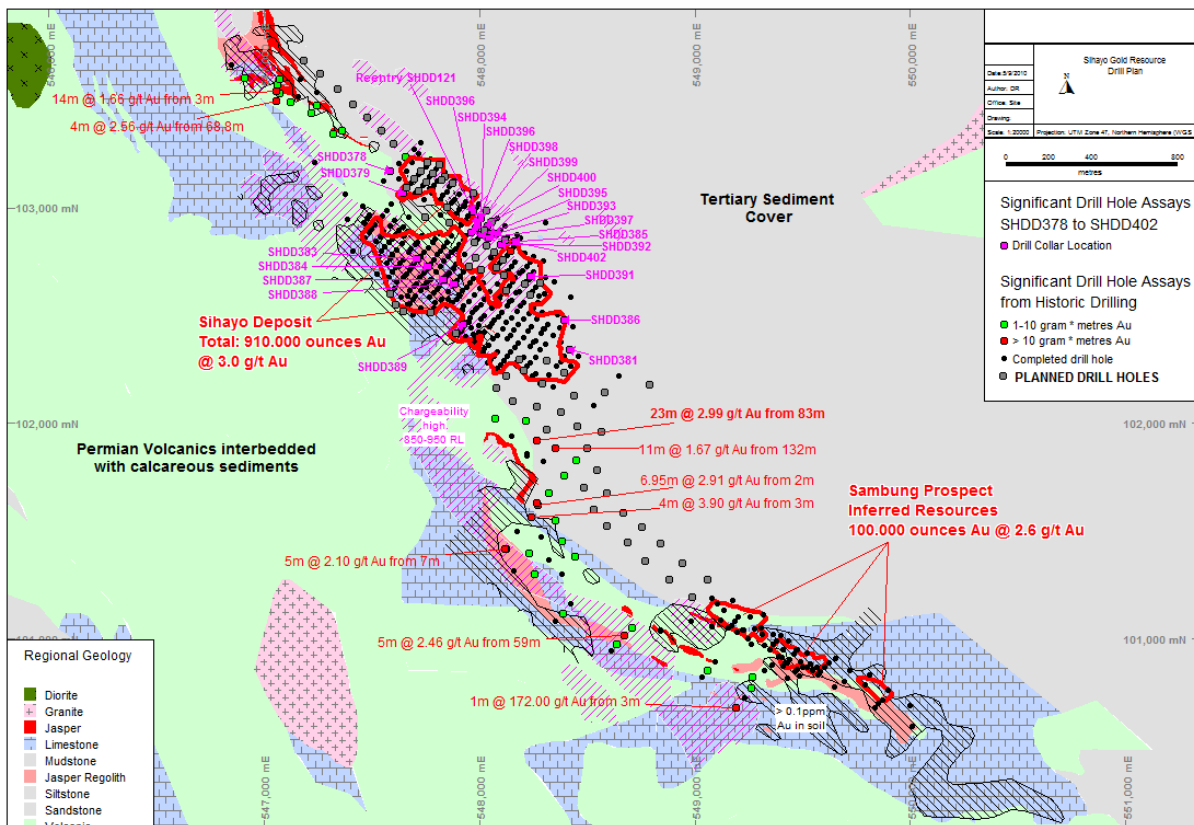 546,000 mE
548,000 mE
549,000 mE
550,000 mE
Sihayo Gold Resource
Drill Plan
Date:5/9/2010
Author: DR
Office: Site
Drawing:
Scale: 1:20000
Projection: UTM Zone 47, Northern Hemisphere (WGS
N
0 200 400 800
metres
Significant Drill Hole Assays
SHDD378 to SHDD402
Drill Collar Location
Significant Drill Hole Assays
from Historic Drilling
1-10 gram * metres Au
> 10 gram * metres Au
Completed drill hole
PLANNED DRILL HOLES
Reentry SHDD121
SHDD396
SHDD394
SHDD396
SHDD398
SHDD399
SHDD400
SHDD395
SHDD393
SHDD397
SHDD385
SHDD392
SHDD402
SHDD391
SHDD386
SHDD381
14m @ 1.66 g/t Au from 3m
4m @ 2.56 g/t Au from 68.8m
SHDD378
SHDD379
103,000 mN
103,000 mN
Tertiary Sediment
Cover
SHDD383
SHDD384
SHDD387
SHDD388
Sihayo Deposit
Total: 910.000 ounces Au
@ 3.0 g/t Au
SHDD389
Chargeability
high.
850-950 RL
102,000 mN
102,000 mN
Permian Volcanics interbedded
with calcareous sediments
23m @ 2.99 g/t Au from 83m
11m @ 1.67 g/t Au from 132m
6.95m @ 2.91 g/t Au from 2m
4m @ 3.90 g/t Au from 3m
Sambung Prospect
Inferred Resources
100.000 ounces Au @ 2.6 g/t Au
5m @ 2.10 g/t Au from 7m
5m @ 2.46 g/t Au from 59m
1m @ 172.00 g/t Au from 3m
> 0.1ppm
Au in soil
101,000 mN
Regional Geology
Diorite
Granite
Jasper
Limestone
Mudstone
Jasper Regolith
Siltstone
Sandstone
547,000 mE
548,000 mE
549,000 mE
551,000 mE